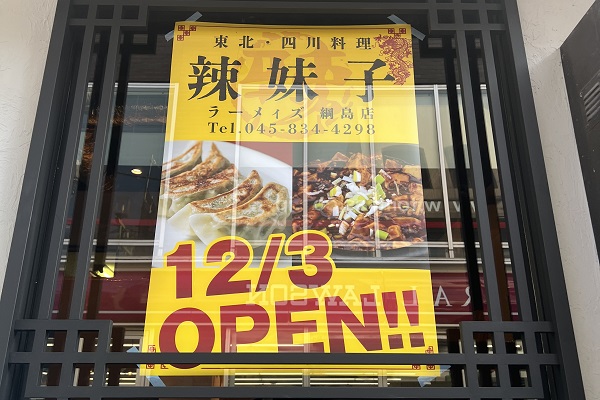 東北・四川料理
辣妹子
ラーメイズ 綱島店
Tel.045-834-4298
12/3
OPEN!!
LAWSON